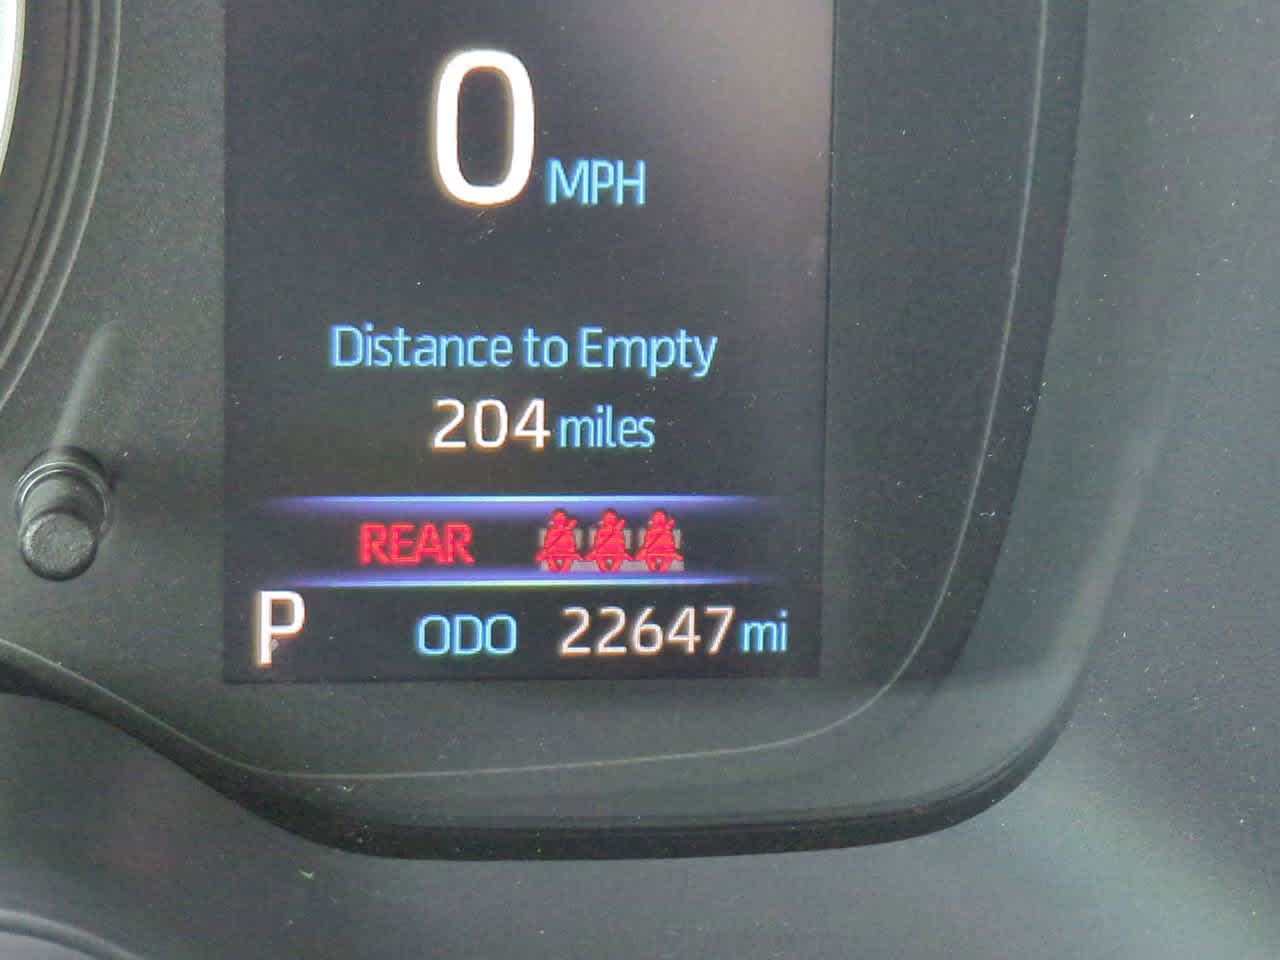 0 MPH
Distance to Empty
204 miles
REAR
P ODO 22647 mi